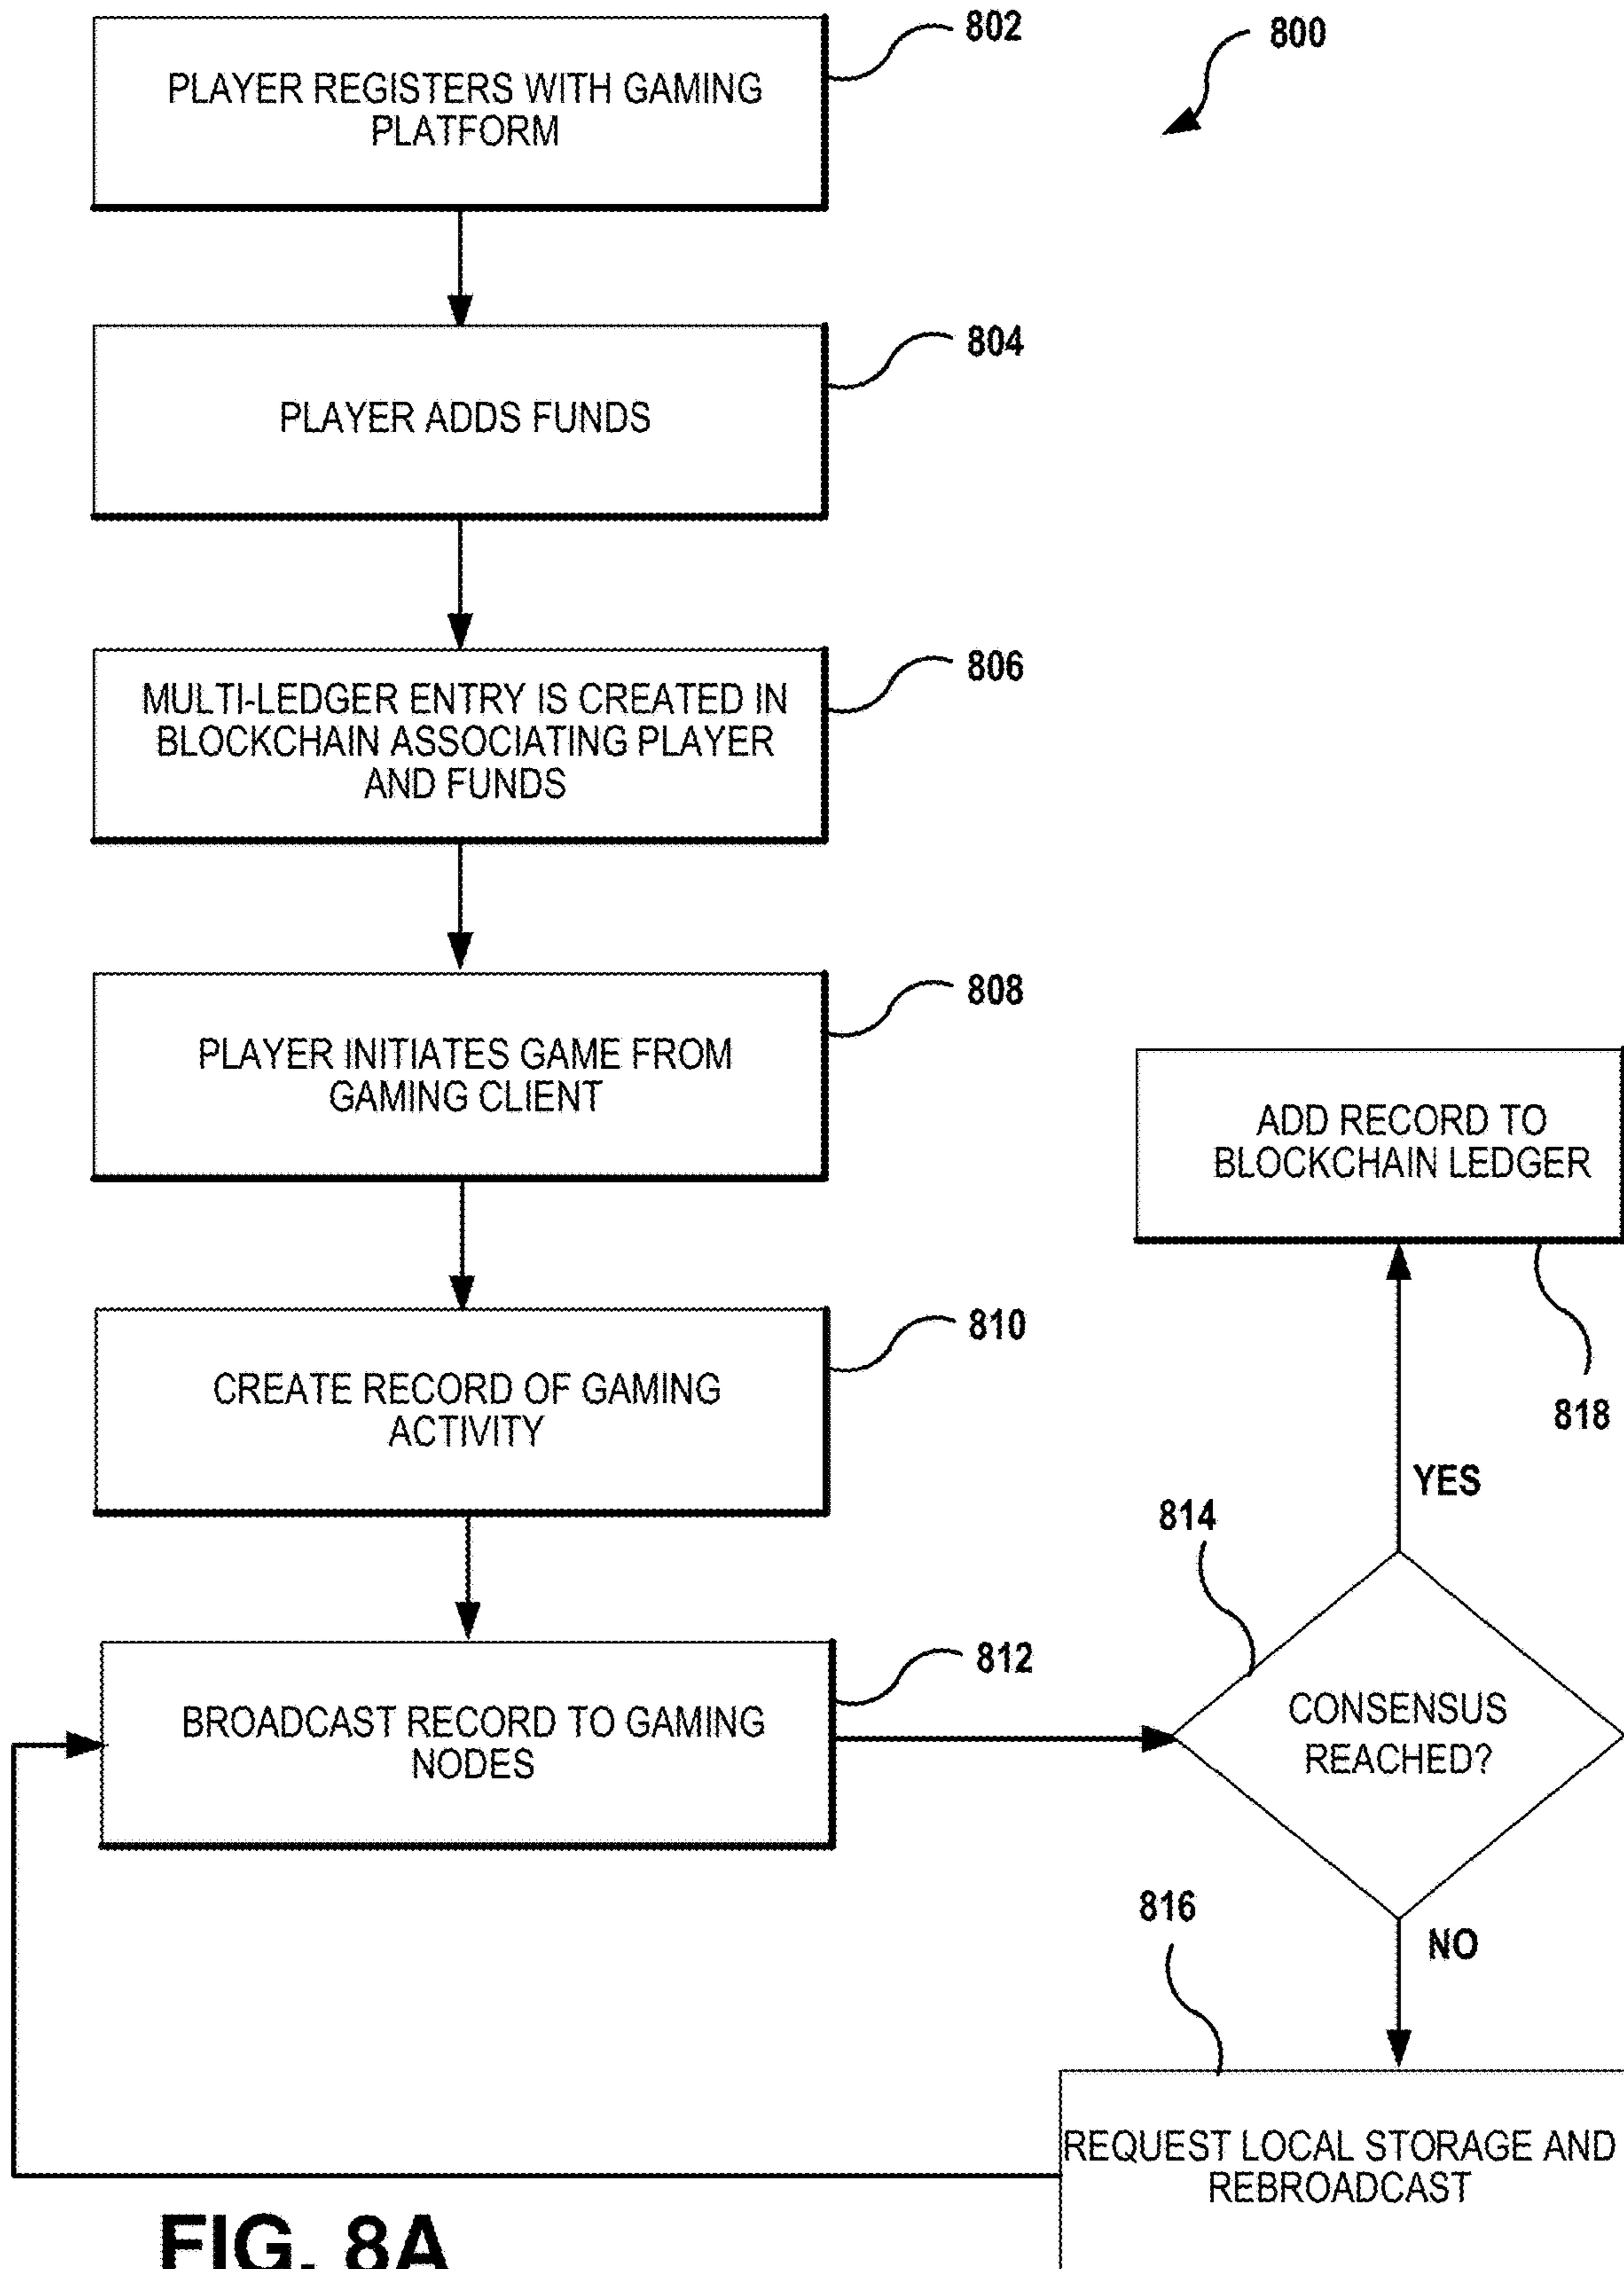 802
800
PLAYER REGISTERS WITH GAMING
PLATFORM
804
PLAYER ADDS FUNDS
806
MULTI-LEDGER ENTRY IS CREATED IN
BLOCKCHAIN ASSOCIATING PLAYER
AND FUNDS
808
PLAYER INITIATES GAME FROM
GAMING CLIENT
ADD RECORD TO
BLOCKCHAIN LEDGER
810
CREATE RECORD OF GAMING
ACTIVITY
818
YES
814
812
BROADCAST RECORD TO GAMING
NODES
CONSENSUS
REACHED?
816
NO
REQUEST LOCAL STORAGE AND
REBROADCAST
FIG. 8A